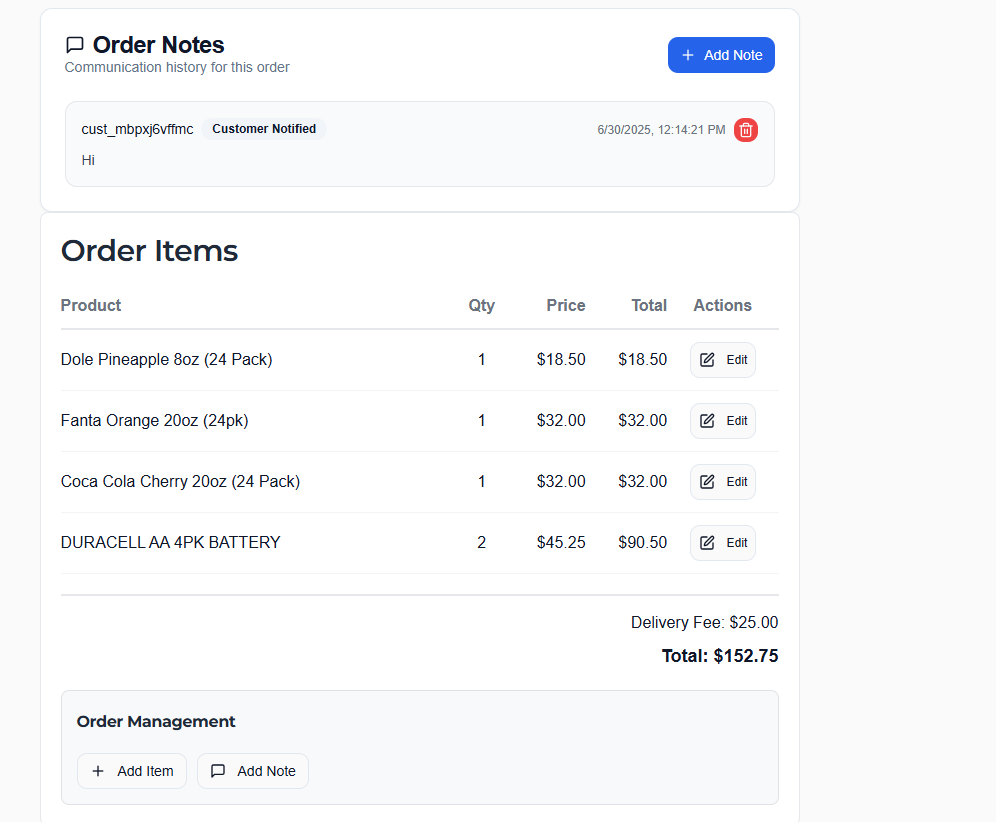 Order Notes
Communication history for this order
Add Note
cust_mbpxj6vffmc Customer Notified 6/30/2025, 12:14:21 PM
Hi
Order Items
Product Qty Price Total Actions
Dole Pineapple 8oz (24 Pack) 1 $18.50 $18.50 Edit
Fanta Orange 20oz (24pk) 1 $32.00 $32.00 Edit
Coca Cola Cherry 20oz (24 Pack) 1 $32.00 $32.00 Edit
DURACELL AA 4PK BATTERY 2 $45.25 $90.50 Edit
Delivery Fee: $25.00
Total: $152.75
Order Management
Add Item Add Note